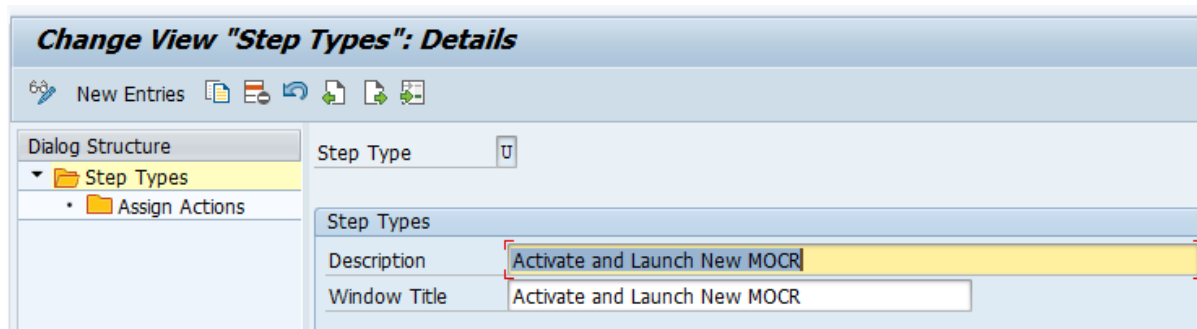 Change View "Step Types": Details
New Entries
Dialog Structure
Step Types
Assign Actions
Step Type U
Step Types
Description Activate and Launch New MOCR
Window Title Activate and Launch New MOCR